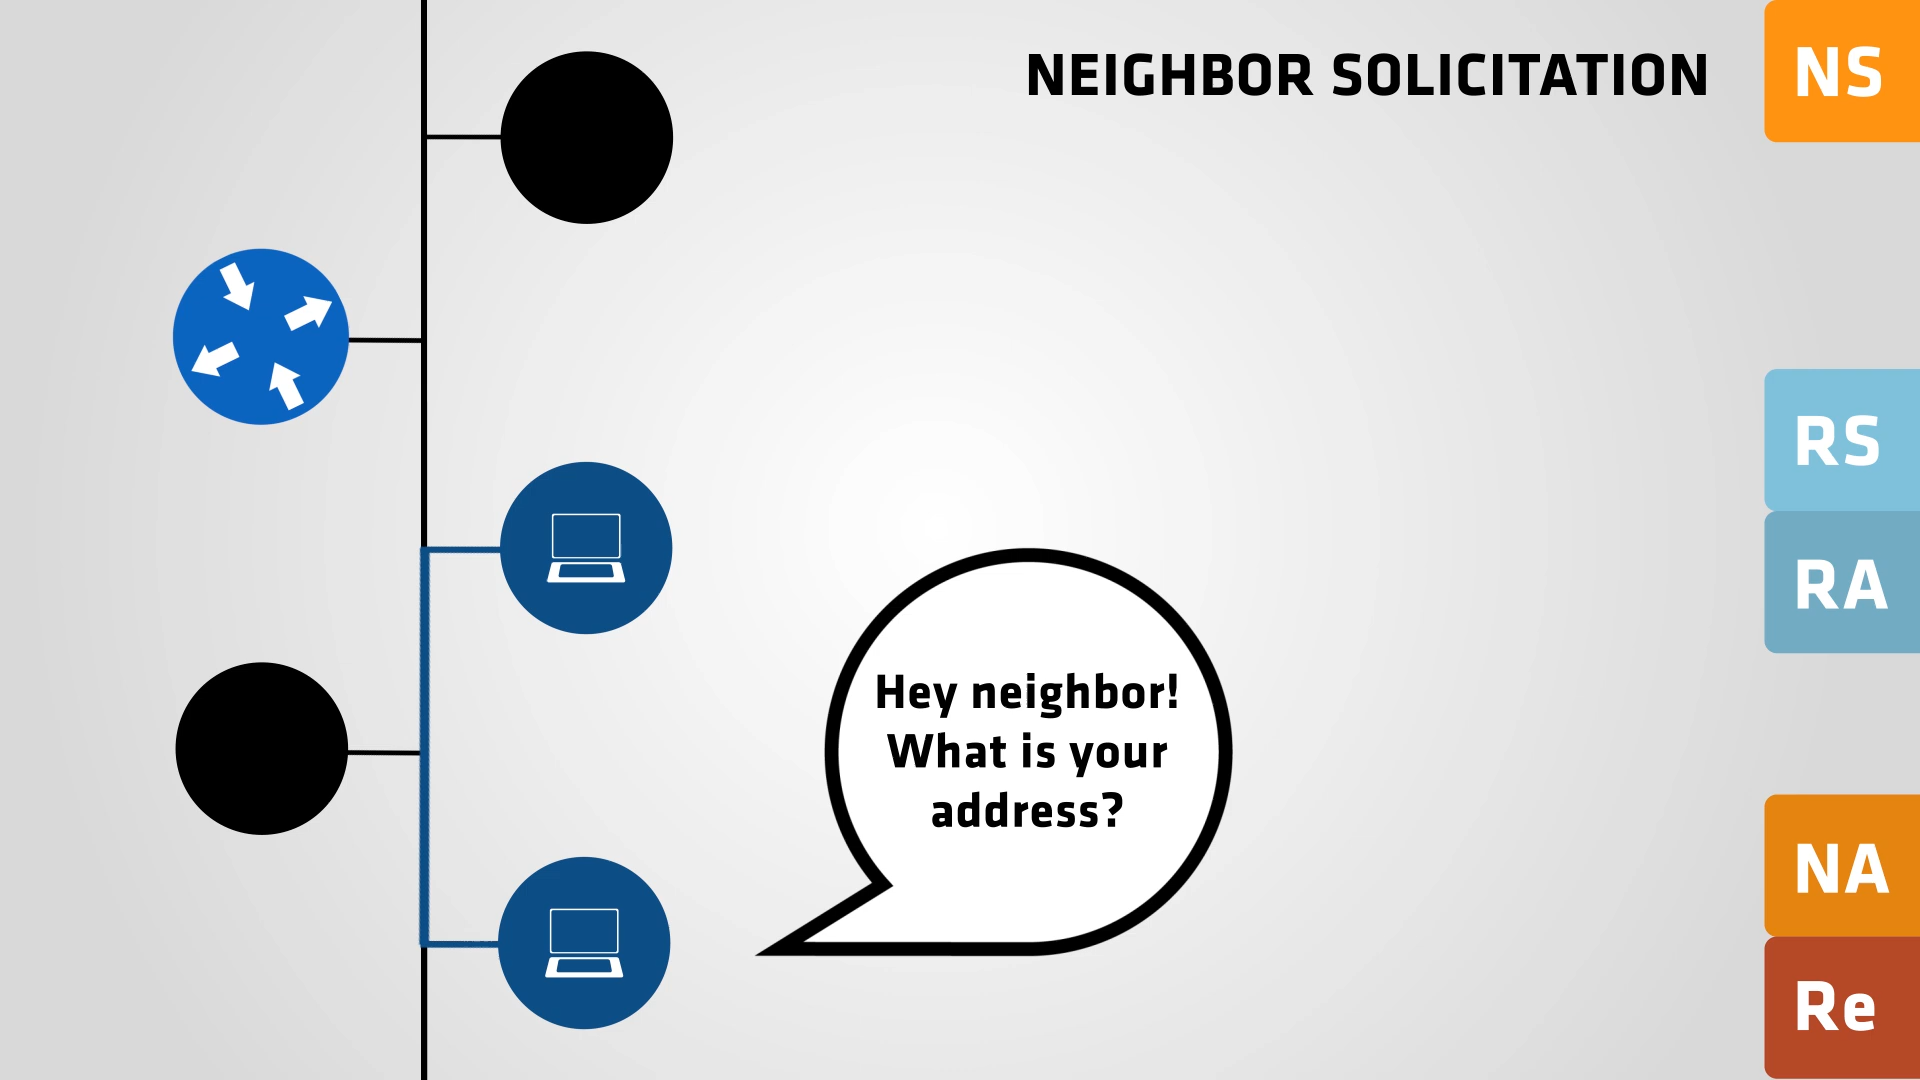 NEIGHBOR SOLICITATION
NS
RS
RA
Hey neighbor!
What is your
address?
NA
Re